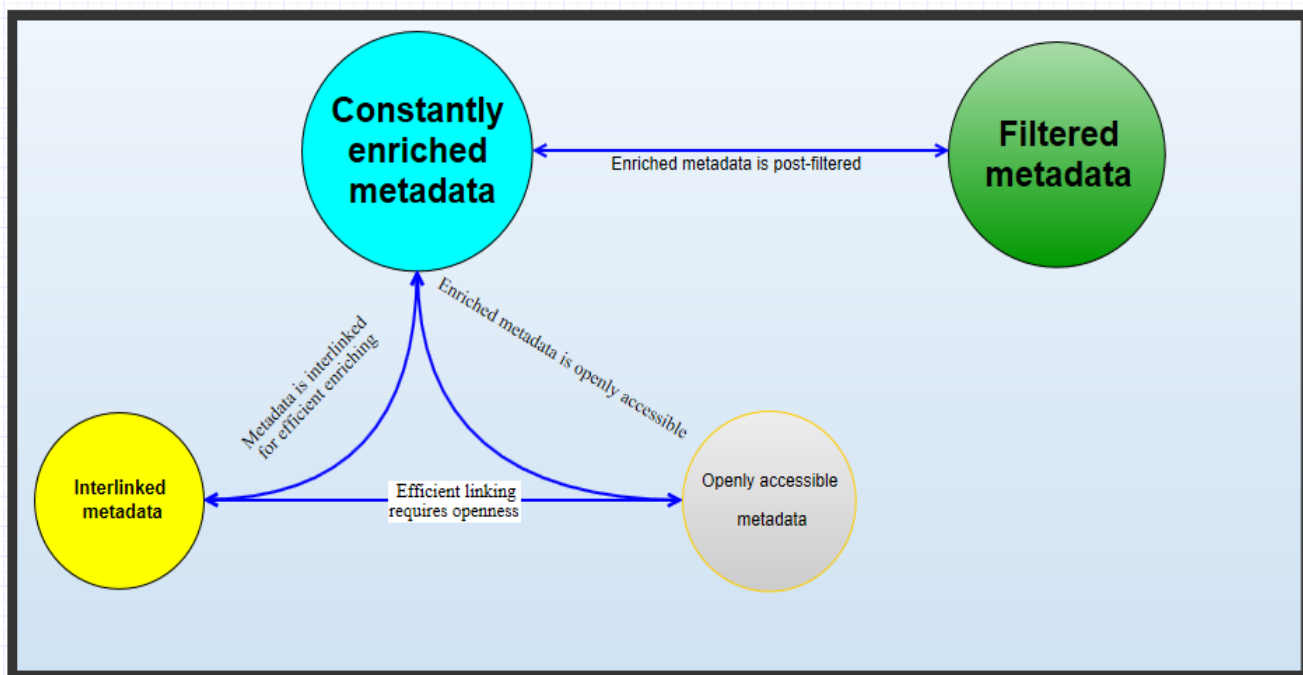 Constantly
enriched
metadata
Filtered
metadata
Enriched metadata is post-filtered
Enriched metadata is openly accessible
Metadata is interlinked
for efficient enriching
Interlinked
metadata
Efficient linking
requires openness
Openly accessible
metadata